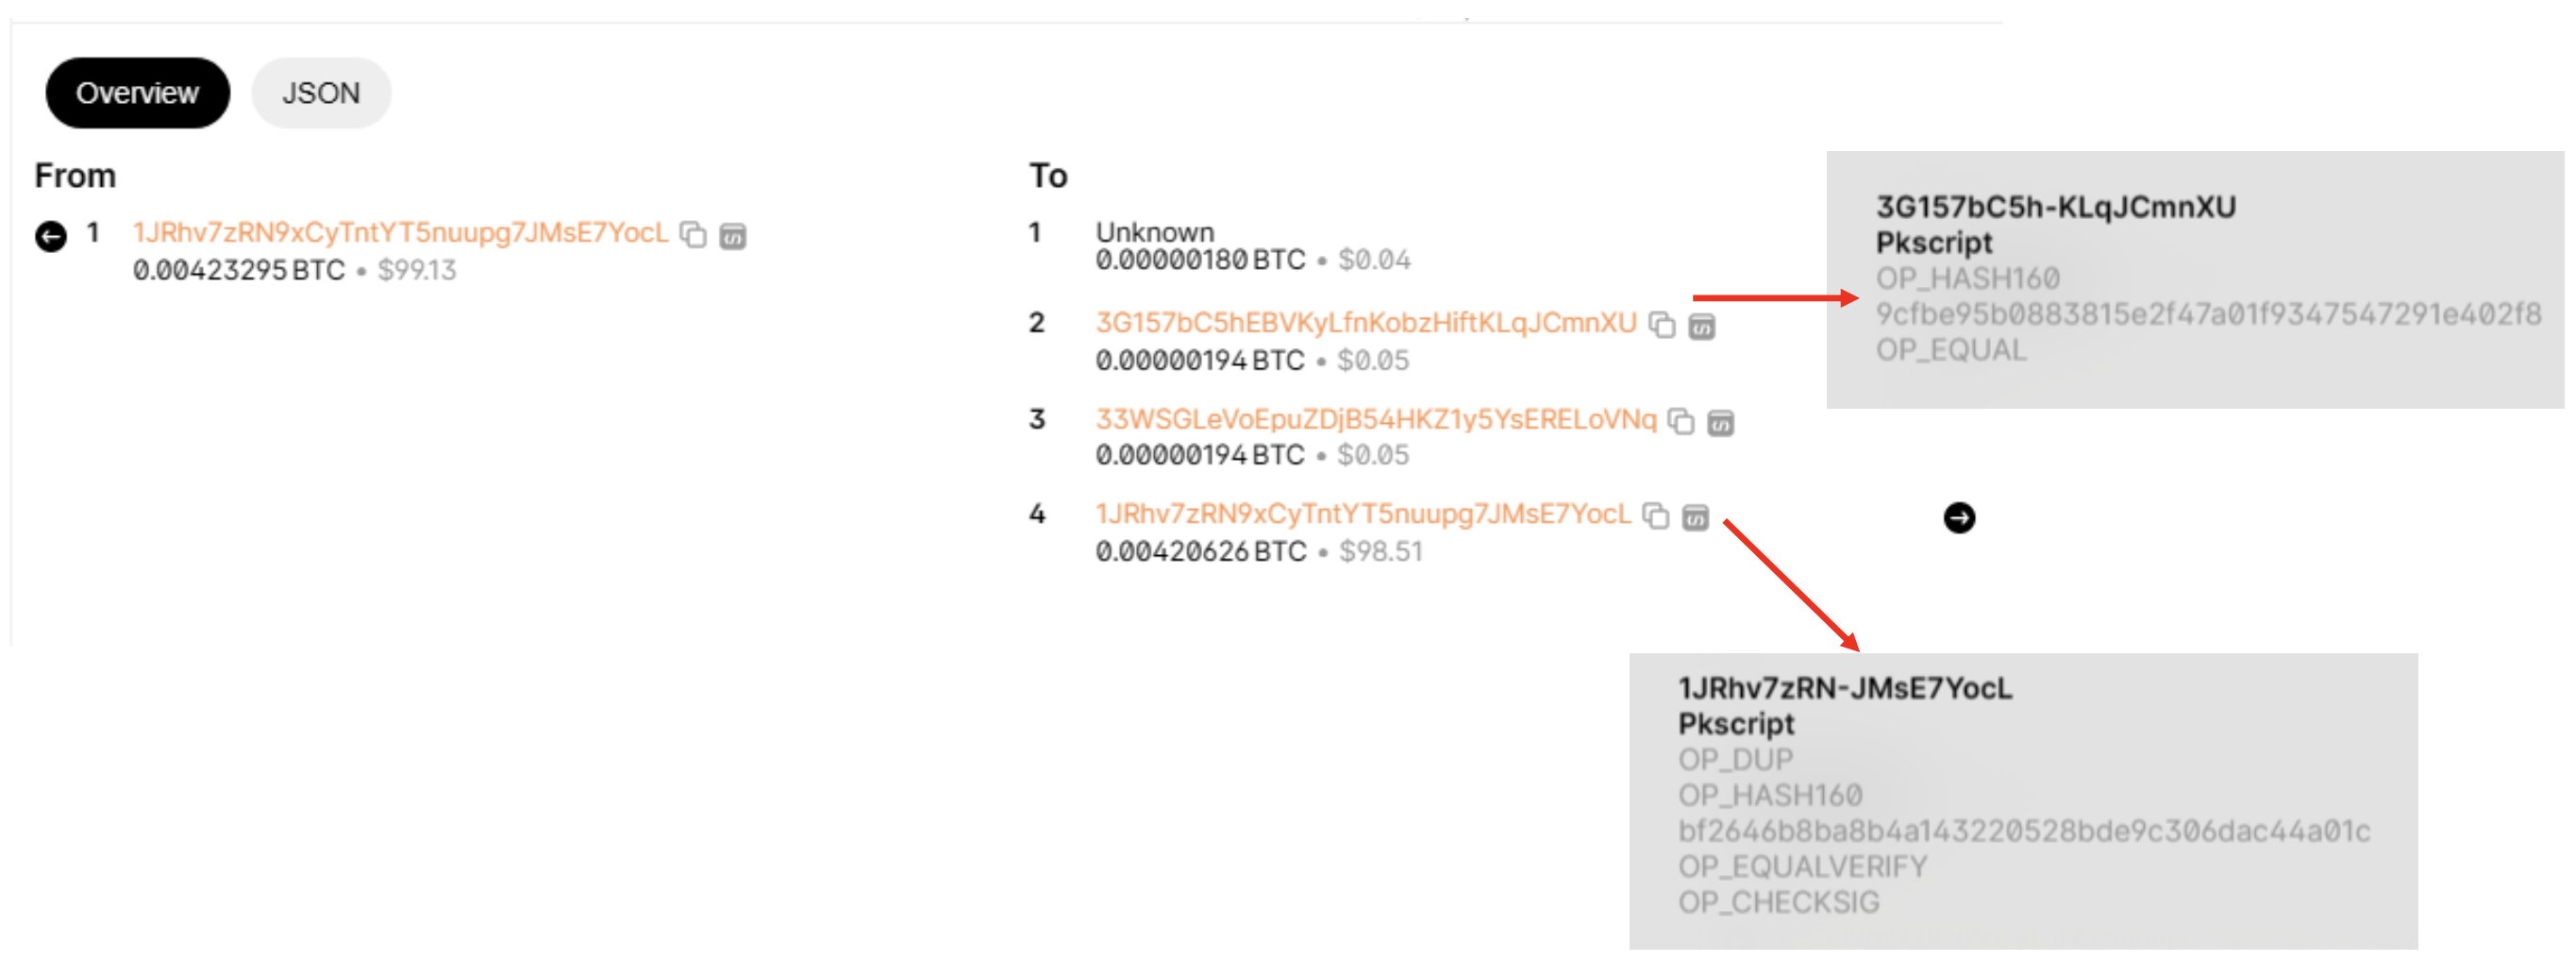 Overview JSON
From
1 1JRhv7zRN9xCyTntYT5nuupg7JMsE7YocL
0.00423295 BTC • $99.13
To
1 Unknown
0.00000180 BTC • $0.04
2 3G157bC5hEBVKyLfnKobzHiftKLqJCmnXU
0.00000194 BTC • $0.05
3 33WSGLeVoEpuZDjB54HKZ1y5YsERELoVNq
0.00000194 BTC • $0.05
4 1JRhv7zRN9xCyTntYT5nuupg7JMsE7YocL
0.00420626 BTC • $98.51
3G157bC5h-KLqJCmnXU
Pkscript
OP_HASH160
9cfbe95b0883815e2f47a01f9347547291e402f8
OP_EQUAL
1JRhv7zRN-JMsE7YocL
Pkscript
OP_DUP
OP_HASH160
bf2646b8ba8b4a143220528bde9c306dac44a01c
OP_EQUALVERIFY
OP_CHECKSIG